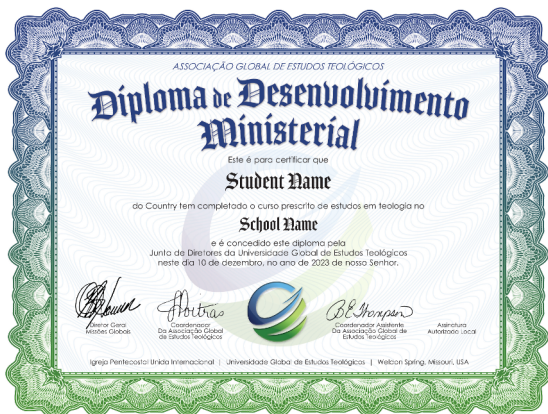 ASSOCIAÇÃO GLOBAL DE ESTUDOS TEOLÓGICOS
Diploma de Desenvolvimento
Ministerial
Este é para certificar que
Student Name
do Country tem completado o curso prescrito de estudos em teologia no
School Name
e é concedido este diploma pela
Junta de Diretores da Universidade Global de Estudos Teológicos
neste dia 10 de dezembro, no ano de 2023 de nosso Senhor.
Diretor Geral
Missões Globais
Coordenador
Da Associação Global
de Estudos Teológicos
Coordenador Assistente
Da Associação Global de
Estudos Teológicos
Assinatura
Autorizado Local
Igreja Pentecostal Unida Internacional | Universidade Global de Estudos Teológicos | Weldon Spring, Missouri, USA